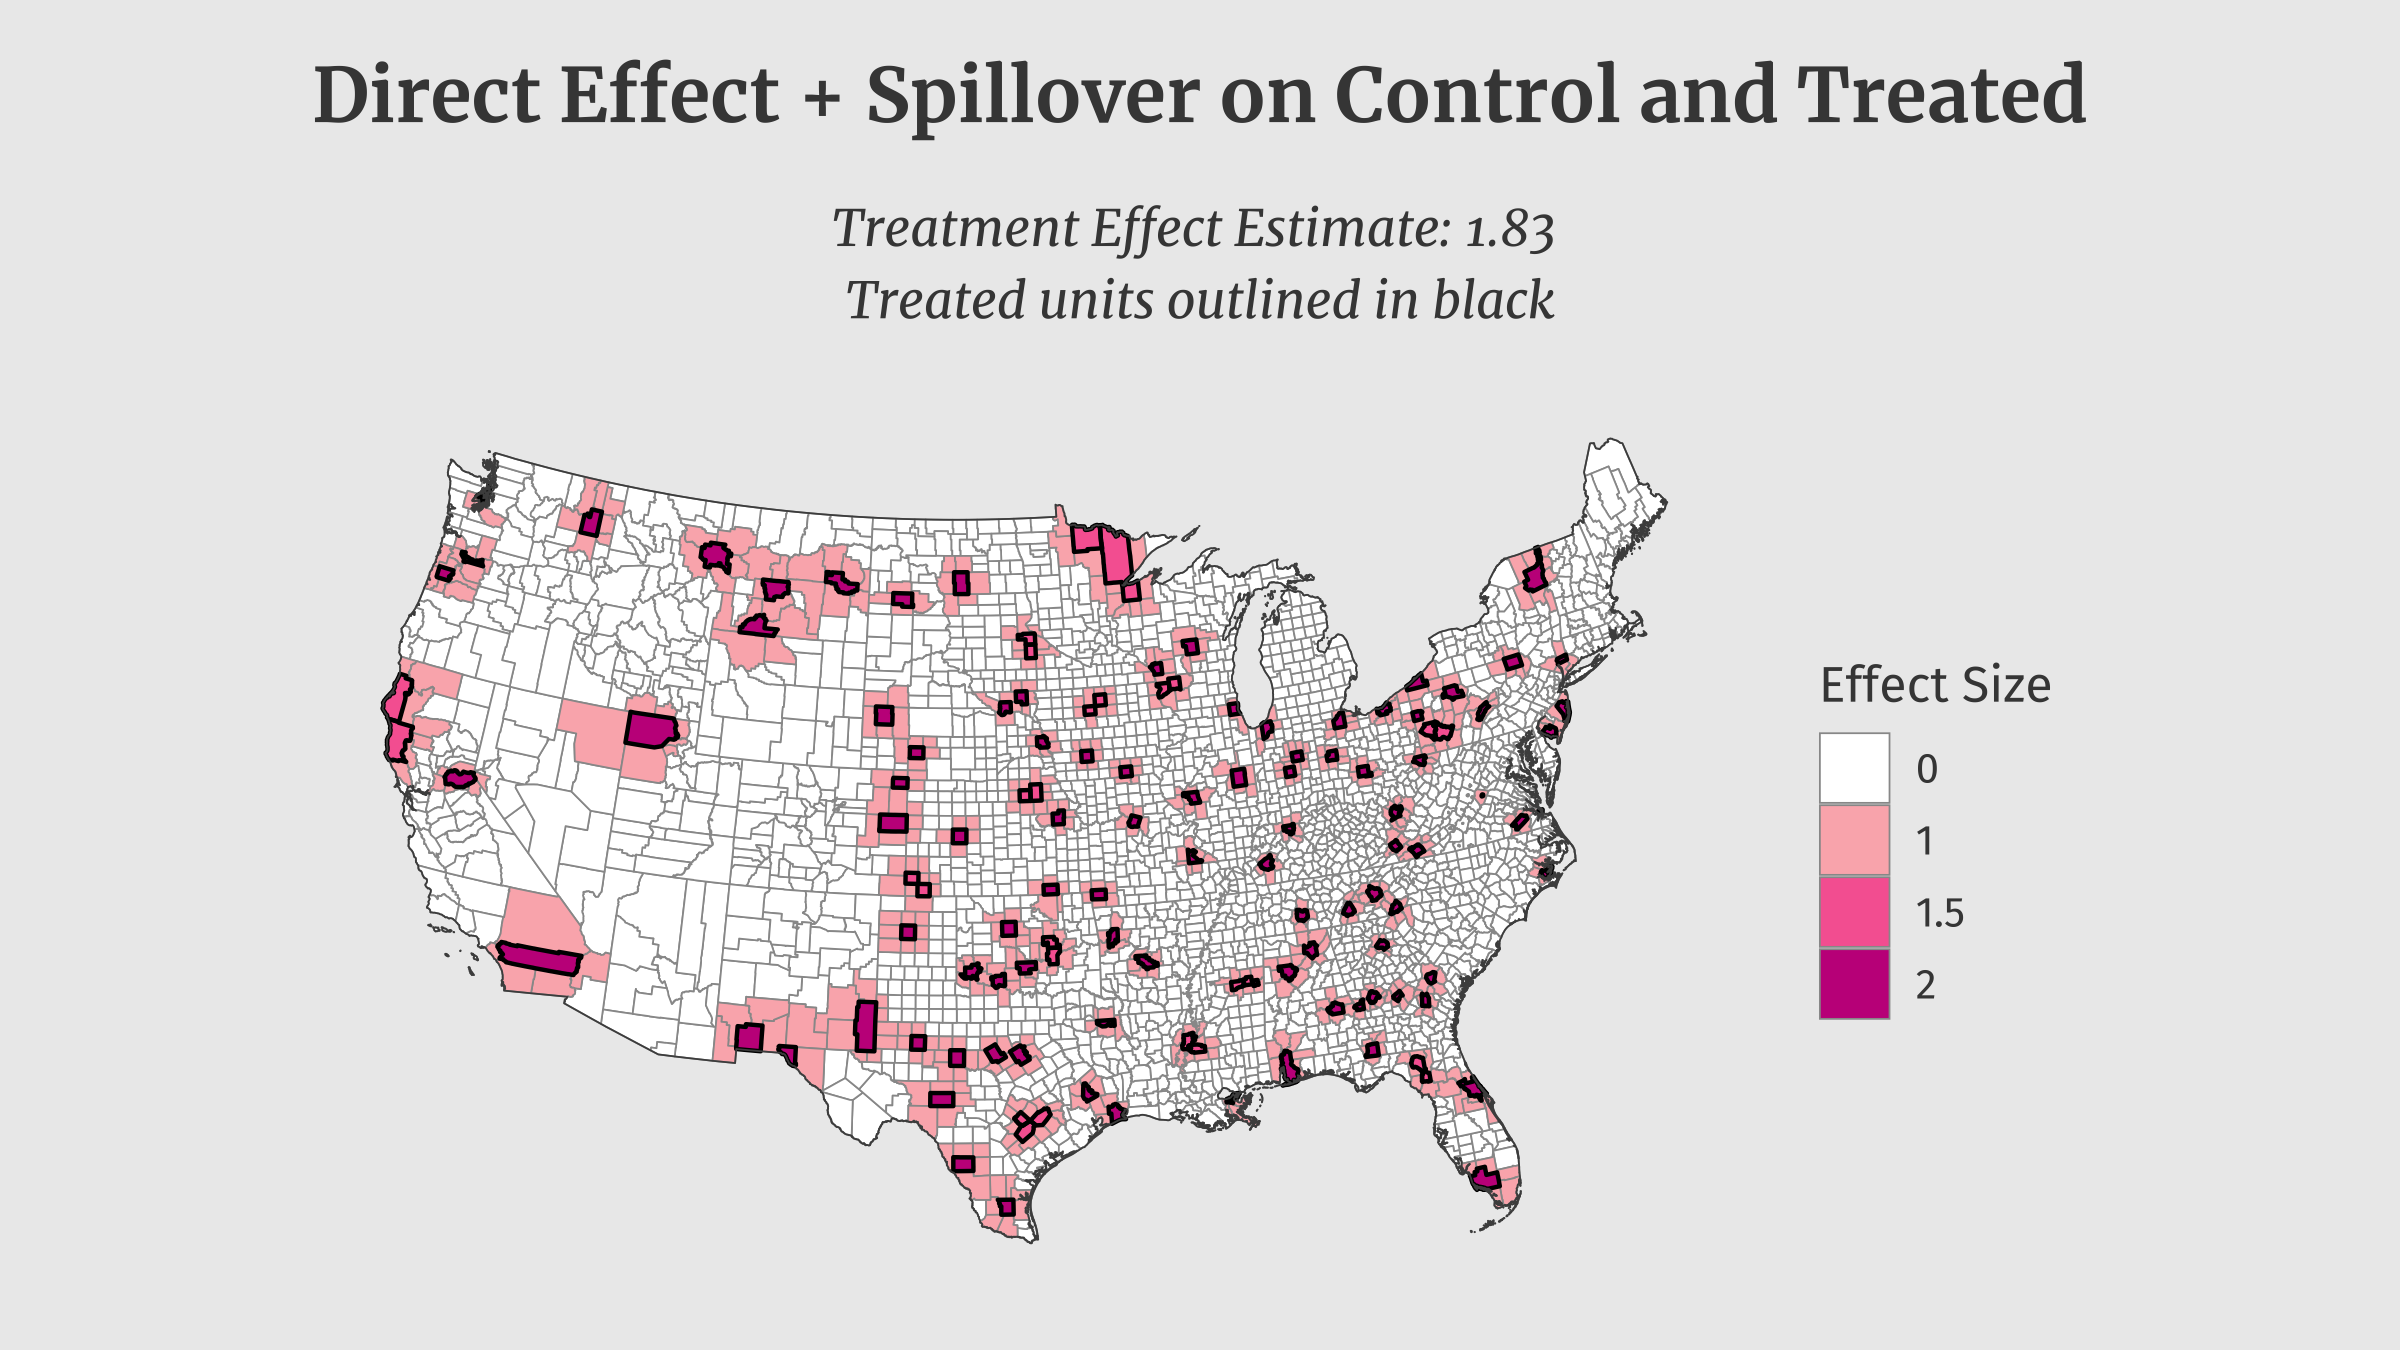 Direct Effect + Spillover on Control and Treated
Treatment Effect Estimate: 1.83
Treated units outlined in black
Effect Size
0
1
1.5
2